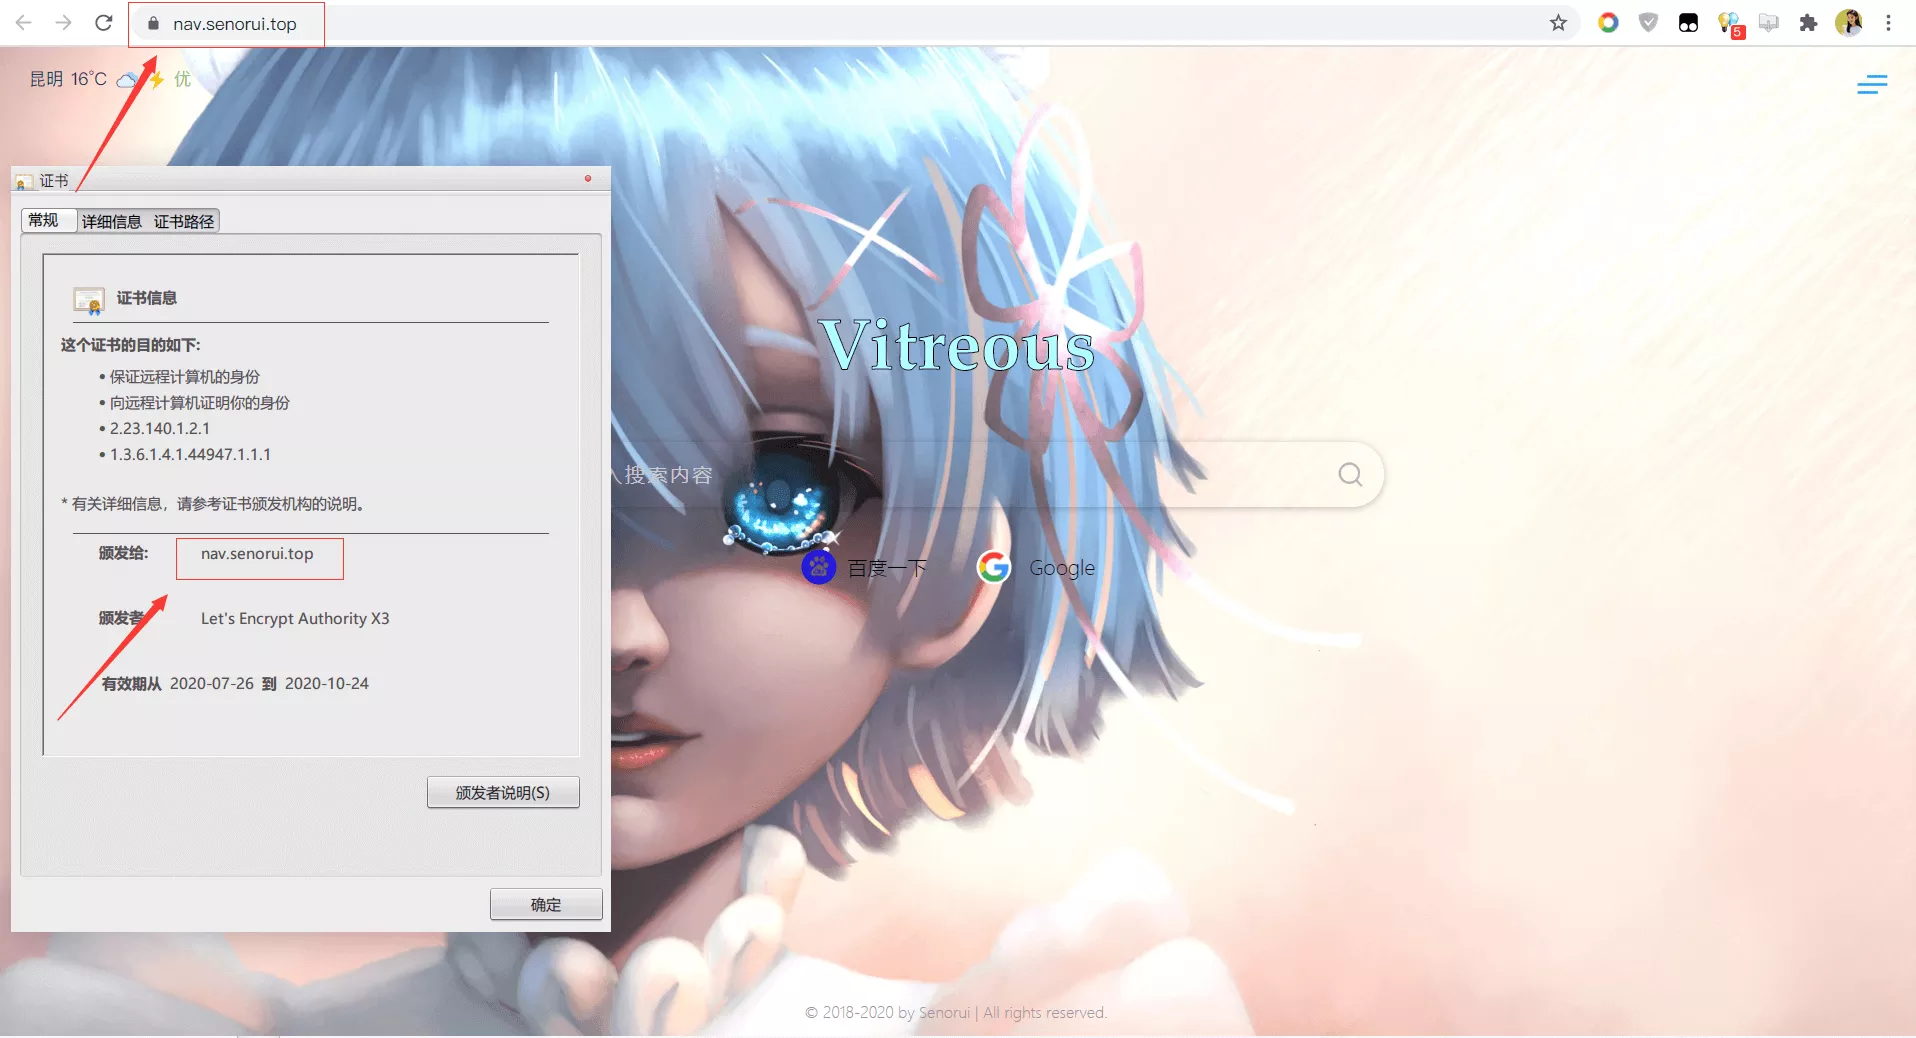 nav.senorui.top
5
昆明 16°C 优
证书
常规 详细信息 证书路径
证书信息
这个证书的目的如下:
• 保证远程计算机的身份
• 向远程计算机证明你的身份
• 2.23.140.1.2.1
• 1.3.6.1.4.1.44947.1.1.1
* 有关详细信息，请参考证书颁发机构的说明。
颁发给: nav.senorui.top
颁发者 Let's Encrypt Authority X3
有效期从 2020-07-26 到 2020-10-24
颁发者说明(S)
确定
Vitreous
入搜索内容
百度一下 Google
© 2018-2020 by Senorui | All rights reserved.